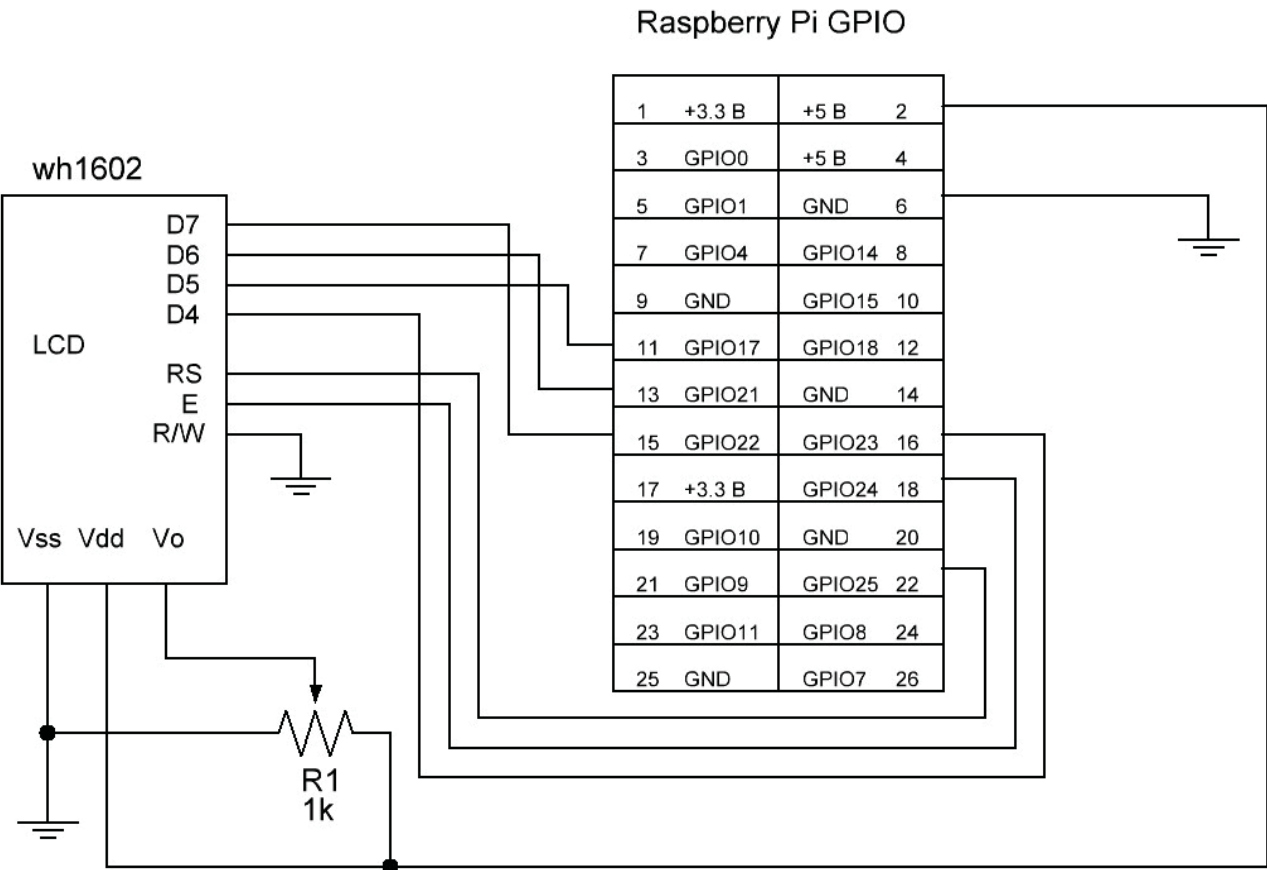 Raspberry Pi GPIO
wh1602
LCD
D7
D6
D5
D4
RS
E
R/W
Vss Vdd Vo
R1
1k
1 +3.3 В +5 В 2
3 GPIO0 +5 В 4
5 GPIO1 GND 6
7 GPIO4 GPIO14 8
9 GND GPIO15 10
11 GPIO17 GPIO18 12
13 GPIO21 GND 14
15 GPIO22 GPIO23 16
17 +3.3 В GPIO24 18
19 GPIO10 GND 20
21 GPIO9 GPIO25 22
23 GPIO11 GPIO8 24
25 GND GPIO7 26